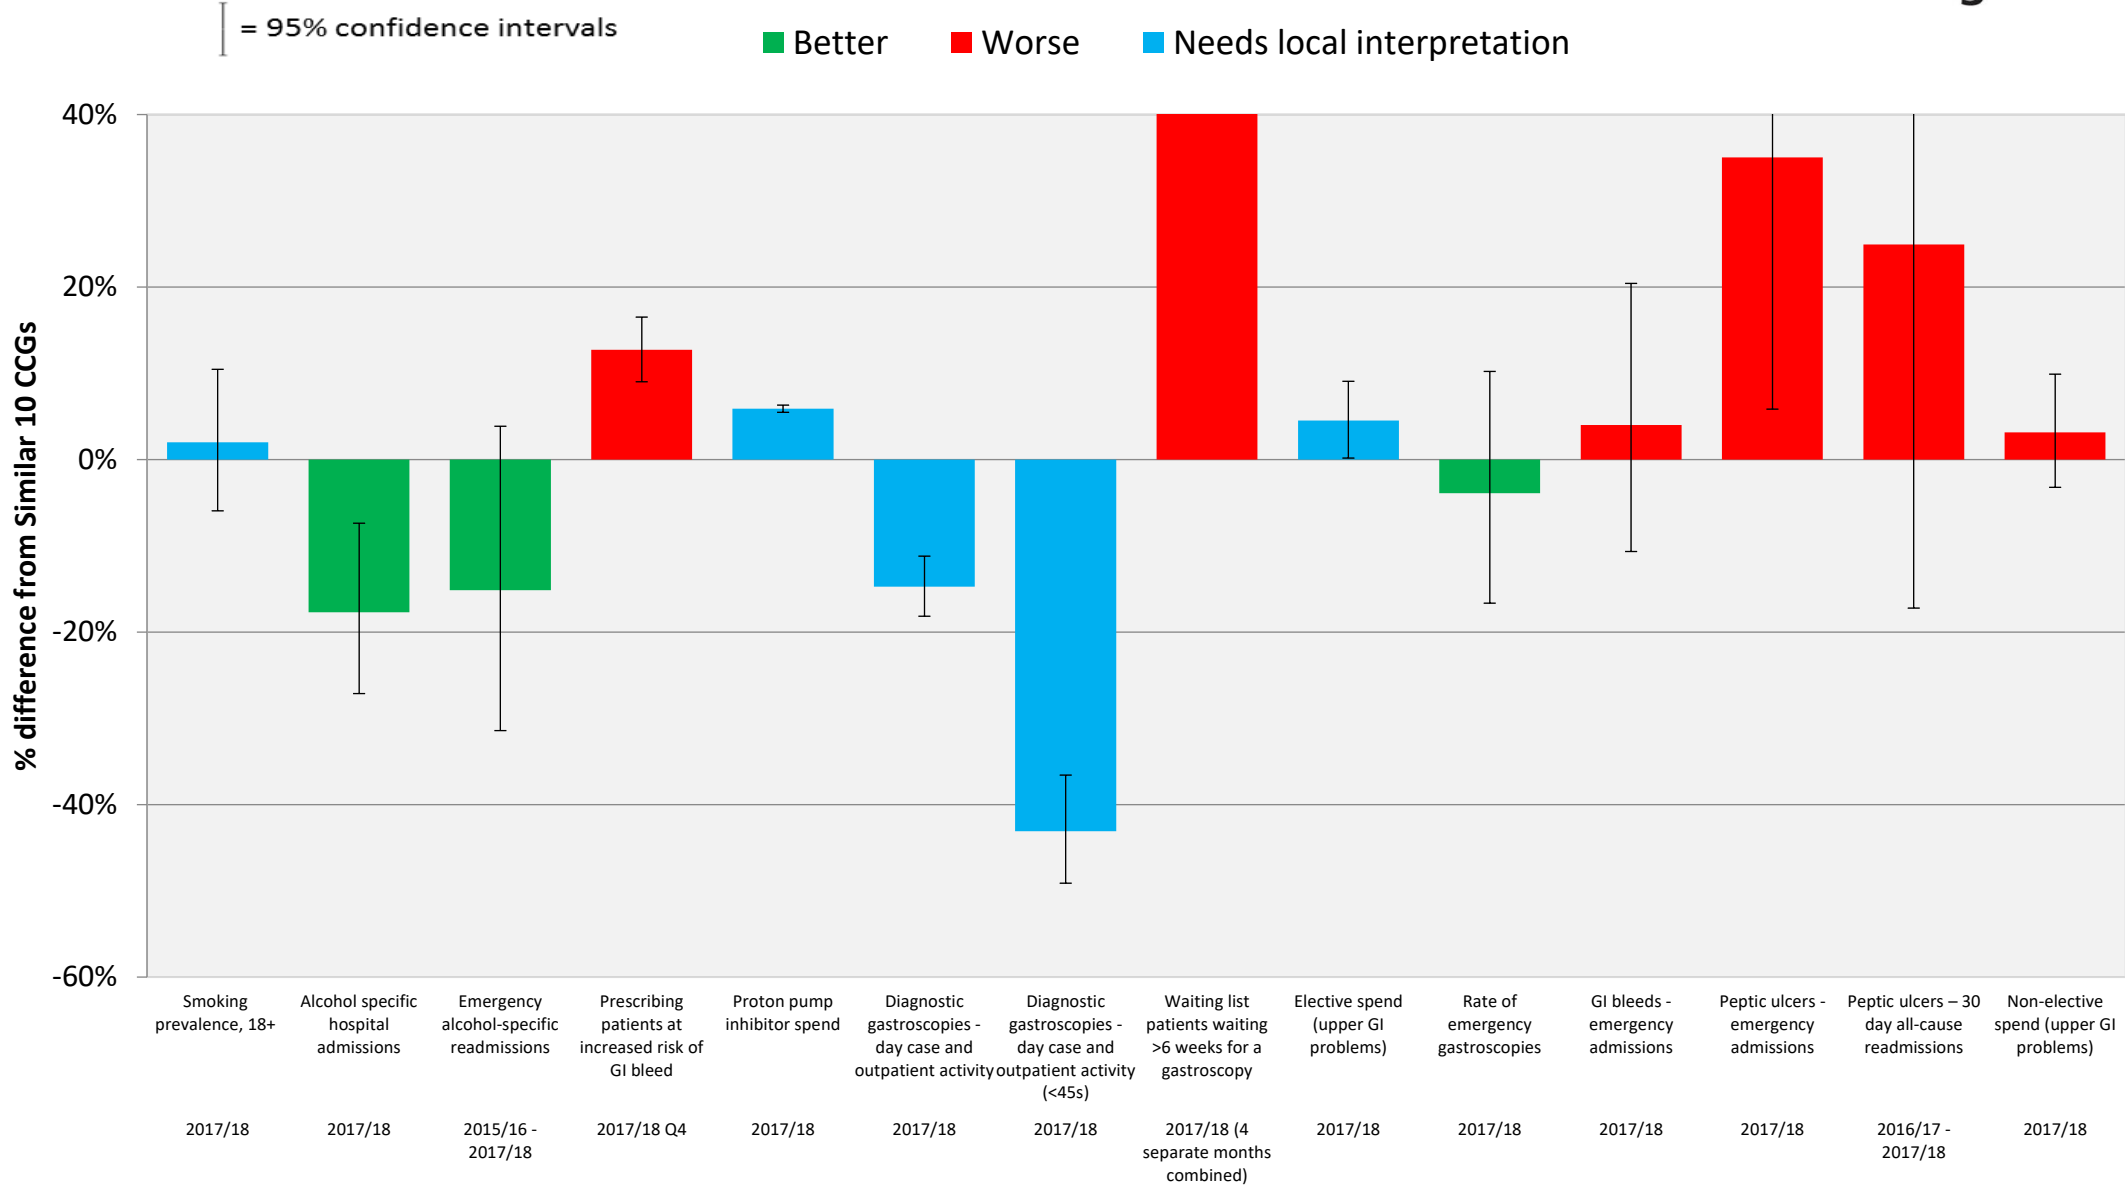 = 95% confidence intervals
Better
Worse
Needs local interpretation
% difference from Similar 10 CCGs
40%
20%
0%
-20%
-40%
-60%
Smoking
prevalence, 18+
2017/18
Alcohol specific
hospital
admissions
2017/18
Emergency
alcohol-specific
readmissions
2015/16 -
2017/18
Prescribing
patients at
increased risk of
GI bleed
2017/18 Q4
Proton pump
inhibitor spend
2017/18
Diagnostic
gastroscopies -
day case and
outpatient activity
2017/18
Diagnostic
gastroscopies -
day case and
outpatient activity
(<45s)
2017/18
Waiting list
patients waiting
>6 weeks for a
gastroscopy
2017/18 (4
separate months
combined)
Elective spend
(upper GI
problems)
2017/18
Rate of
emergency
gastroscopies
2017/18
GI bleeds -
emergency
admissions
2017/18
Peptic ulcers -
emergency
admissions
2017/18
Peptic ulcers – 30
day all-cause
readmissions
2016/17 -
2017/18
Non-elective
spend (upper GI
problems)
2017/18